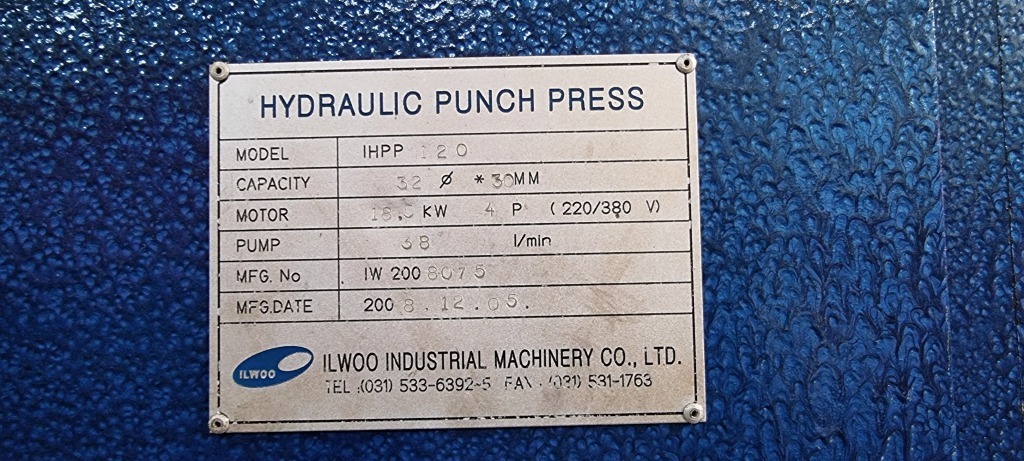 HYDRAULIC PUNCH PRESS
MODEL IHPP 120
CAPACITY 32 Ø * 30MM
MOTOR 18.5 KW 4 P (220/380 V)
PUMP 38 l/min
MFG. No IW 2008075
MFG.DATE 2008.12.05.
ILWOO
ILWOO INDUSTRIAL MACHINERY CO., LTD.
TEL.(031) 533-6392~5 FAX.(031) 531-1763